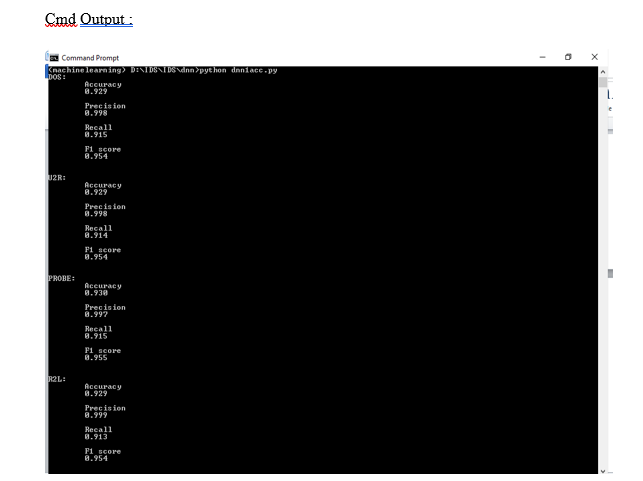 Cmd Output :
Command Prompt
(machinelearning) D:\IDS\IDS\dnn>python dnn1acc.py
DOS:
Accuracy
0.929
Precision
0.998
Recall
0.915
F1 score
0.954
U2R:
Accuracy
0.929
Precision
0.998
Recall
0.914
F1 score
0.954
PROBE:
Accuracy
0.930
Precision
0.997
Recall
0.915
F1 score
0.955
R2L:
Accuracy
0.929
Precision
0.999
Recall
0.913
F1 score
0.954